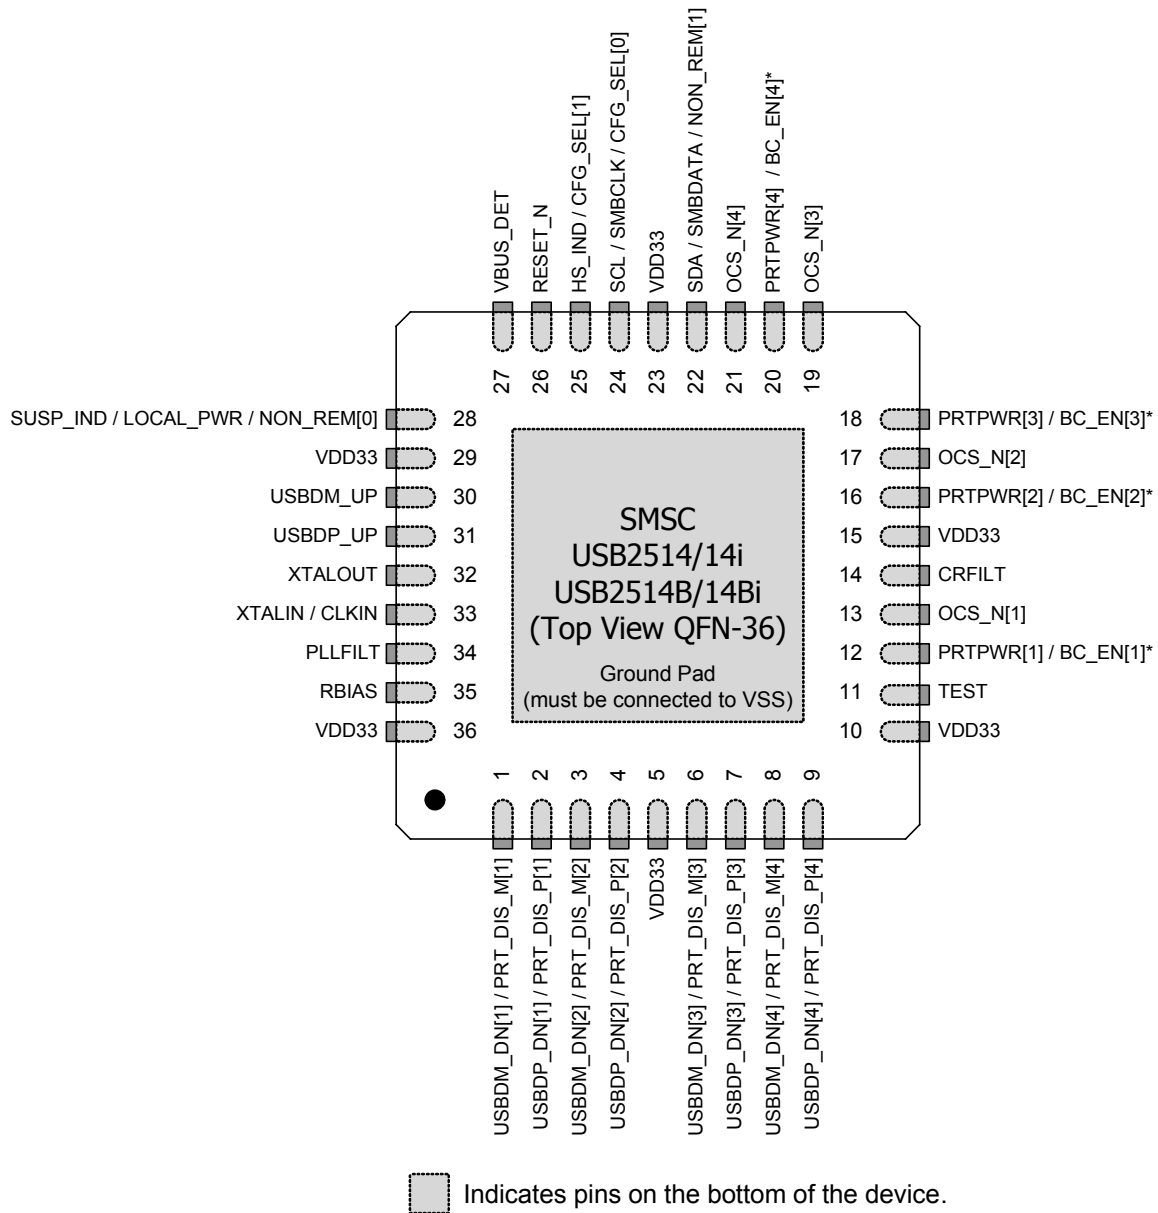 VBUS_DET
RESET_N
HS_IND / CFG_SEL[1]
SCL / SMBCLK / CFG_SEL[0]
VDD33
SDA / SMBDATA / NON_REM[1]
OCS_N[4]
PRTPWR[4] / BC_EN[4]*
OCS_N[3]
27
26
25
24
23
22
21
20
19
SUSP_IND / LOCAL_PWR / NON_REM[0] 28
VDD33 29
USBDM_UP 30
USBDP_UP 31
XTALOUT 32
XTALIN / CLKIN 33
PLLFILT 34
RBIAS 35
VDD33 36
SMSC
USB2514/14i
USB2514B/14Bi
(Top View QFN-36)
Ground Pad
(must be connected to VSS)
18 PRTPWR[3] / BC_EN[3]*
17 OCS_N[2]
16 PRTPWR[2] / BC_EN[2]*
15 VDD33
14 CRFILT
13 OCS_N[1]
12 PRTPWR[1] / BC_EN[1]*
11 TEST
10 VDD33
1
2
3
4
5
6
7
8
9
USBDM_DN[1] / PRT_DIS_M[1]
USBDP_DN[1] / PRT_DIS_P[1]
USBDM_DN[2] / PRT_DIS_M[2]
USBDP_DN[2] / PRT_DIS_P[2]
VDD33
USBDM_DN[3] / PRT_DIS_M[3]
USBDP_DN[3] / PRT_DIS_P[3]
USBDM_DN[4] / PRT_DIS_M[4]
USBDP_DN[4] / PRT_DIS_P[4]
Indicates pins on the bottom of the device.